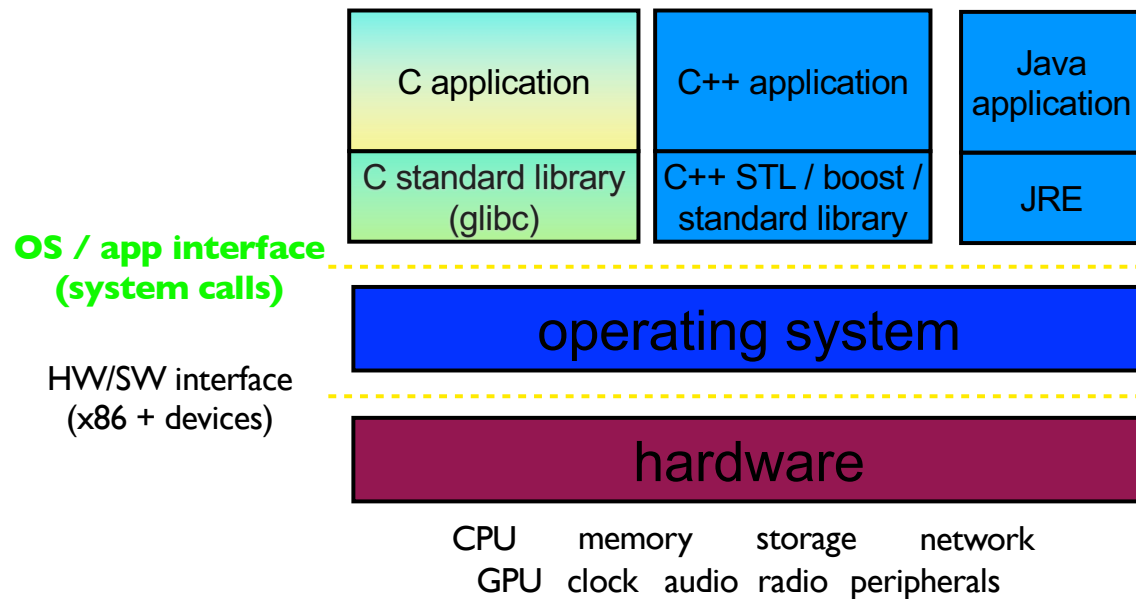 C application
C++ application
Java
application
C standard library
(glibc)
C++ STL / boost /
standard library
JRE
OS / app interface
(system calls)
operating system
HW/SW interface
(x86 + devices)
hardware
CPU memory storage network
GPU clock audio radio peripherals